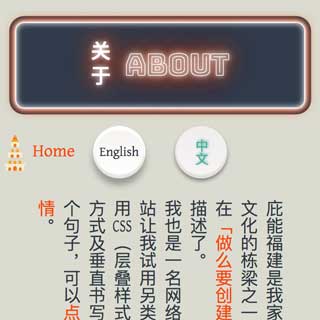 关于
ABOUT
Home
English
中文
庇能福建是我家
文化的栋梁之一
在「做么要创建
描述了。
我也是一名网络
站让我试用另类
用 CSS（层叠样式
方式及垂直书写
个句子，可以点
情。